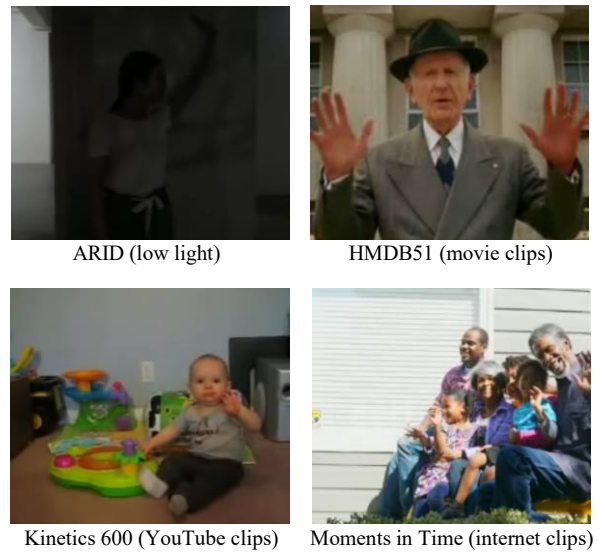 ARID (low light)
HMDB51 (movie clips)
Kinetics 600 (YouTube clips)
Moments in Time (internet clips)